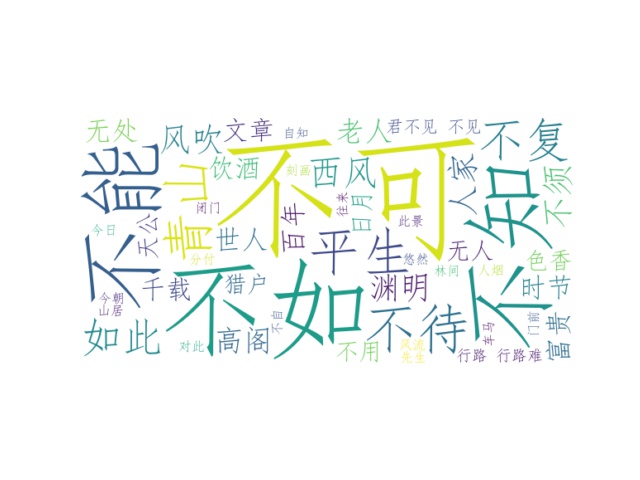 无处
风吹
文章
自知
老人
君不见
不见
不复
不能
青山
饮酒
刻画
不可
西风
日月
往来
人家
不知
不须
今日
天公
闭门
世人
百年
此景
分付
平生
悠然
无人
色香
千载
猎户
渊明
林间
人烟
时节
今朝
山居
不自
不如
不待
车马
门前
富贵
如此
对此
高阁
不用
风流
先生
行路
行路难